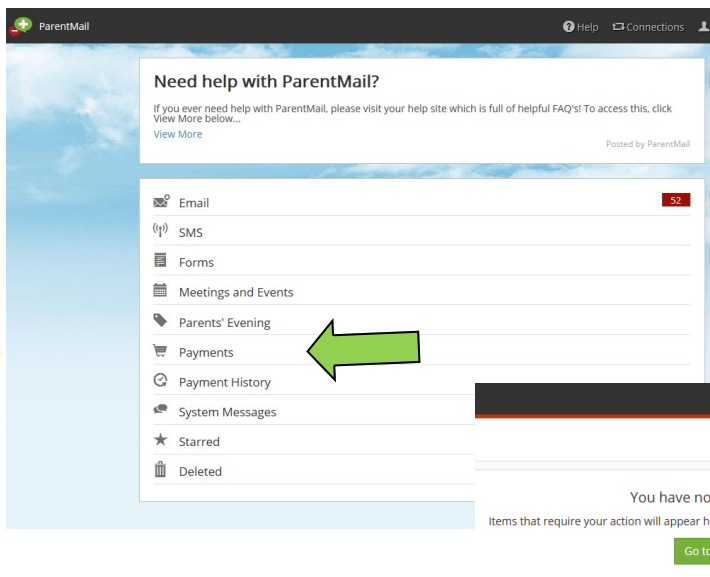 ParentMail
Help Connections
Need help with ParentMail?
If you ever need help with ParentMail, please visit your help site which is full of helpful FAQ's! To access this, click
View More below...
View More
Posted by ParentMail
Email 52
SMS
Forms
Meetings and Events
Parents' Evening
Payments
Payment History
System Messages
Starred
Deleted
You have no
Items that require your action will appear h
Go to